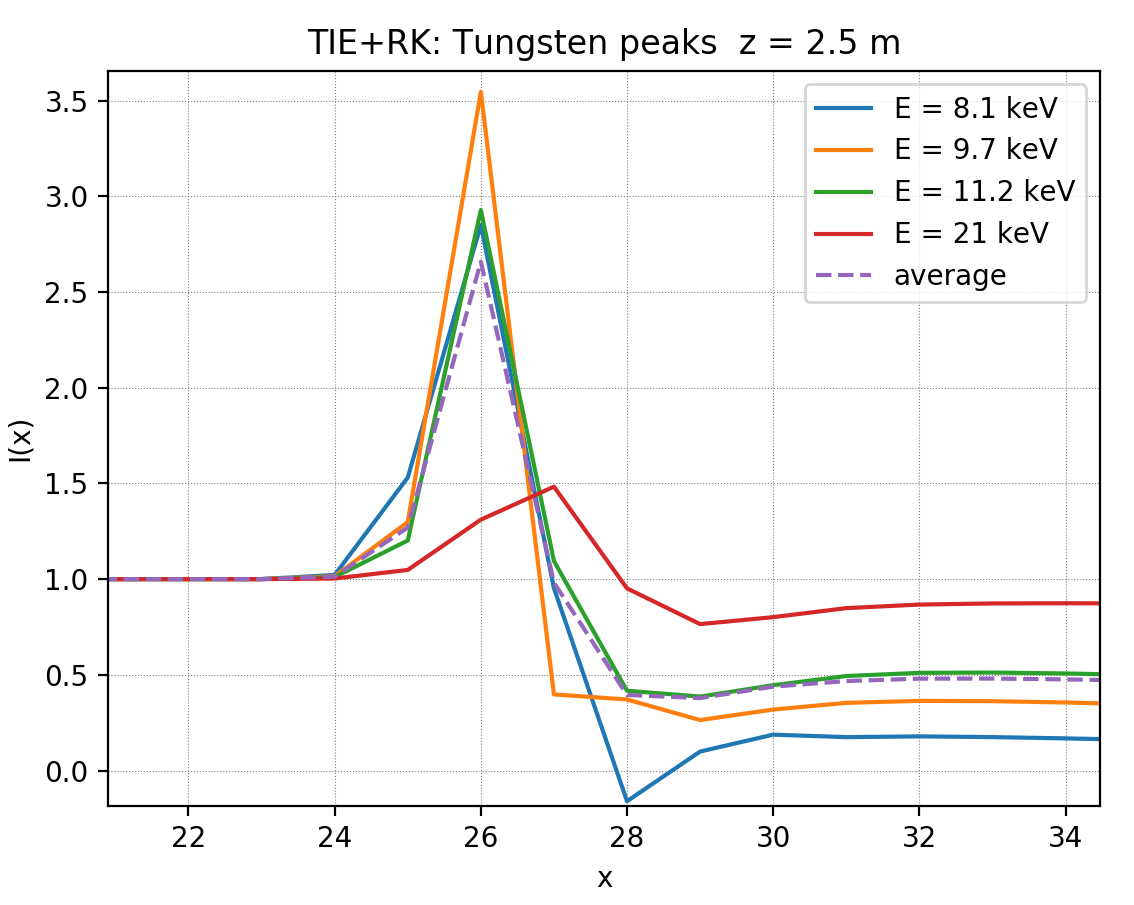 TIE+RK: Tungsten peaks  z = 2.5 m
E = 8.1 keV
E = 9.7 keV
E = 11.2 keV
E = 21 keV
average
3.5
3.0
2.5
2.0
1.5
1.0
0.5
0.0
I(x)
22 24 26 28 30 32 34
x